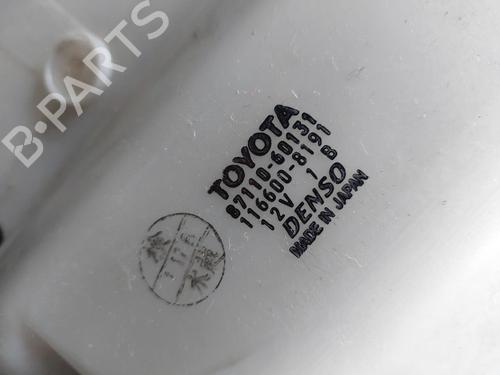 B-PARTS
TOYOTA
87110-60131
116600-8191
12V 1 B
DENSO
MADE IN JAPAN